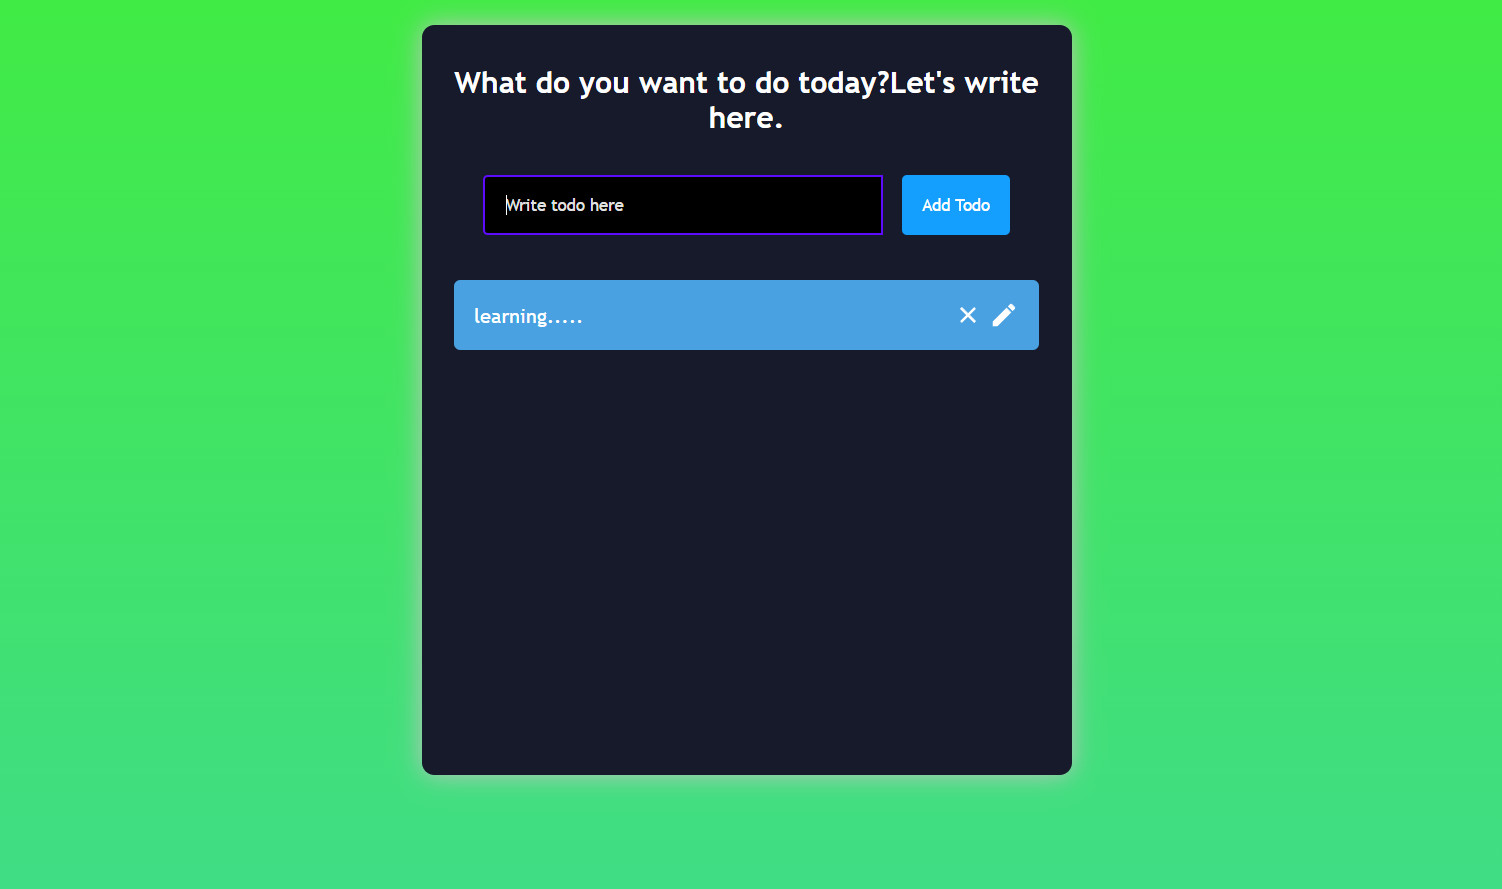 What do you want to do today?Let's write
here.
Write todo here
Add Todo
learning.....